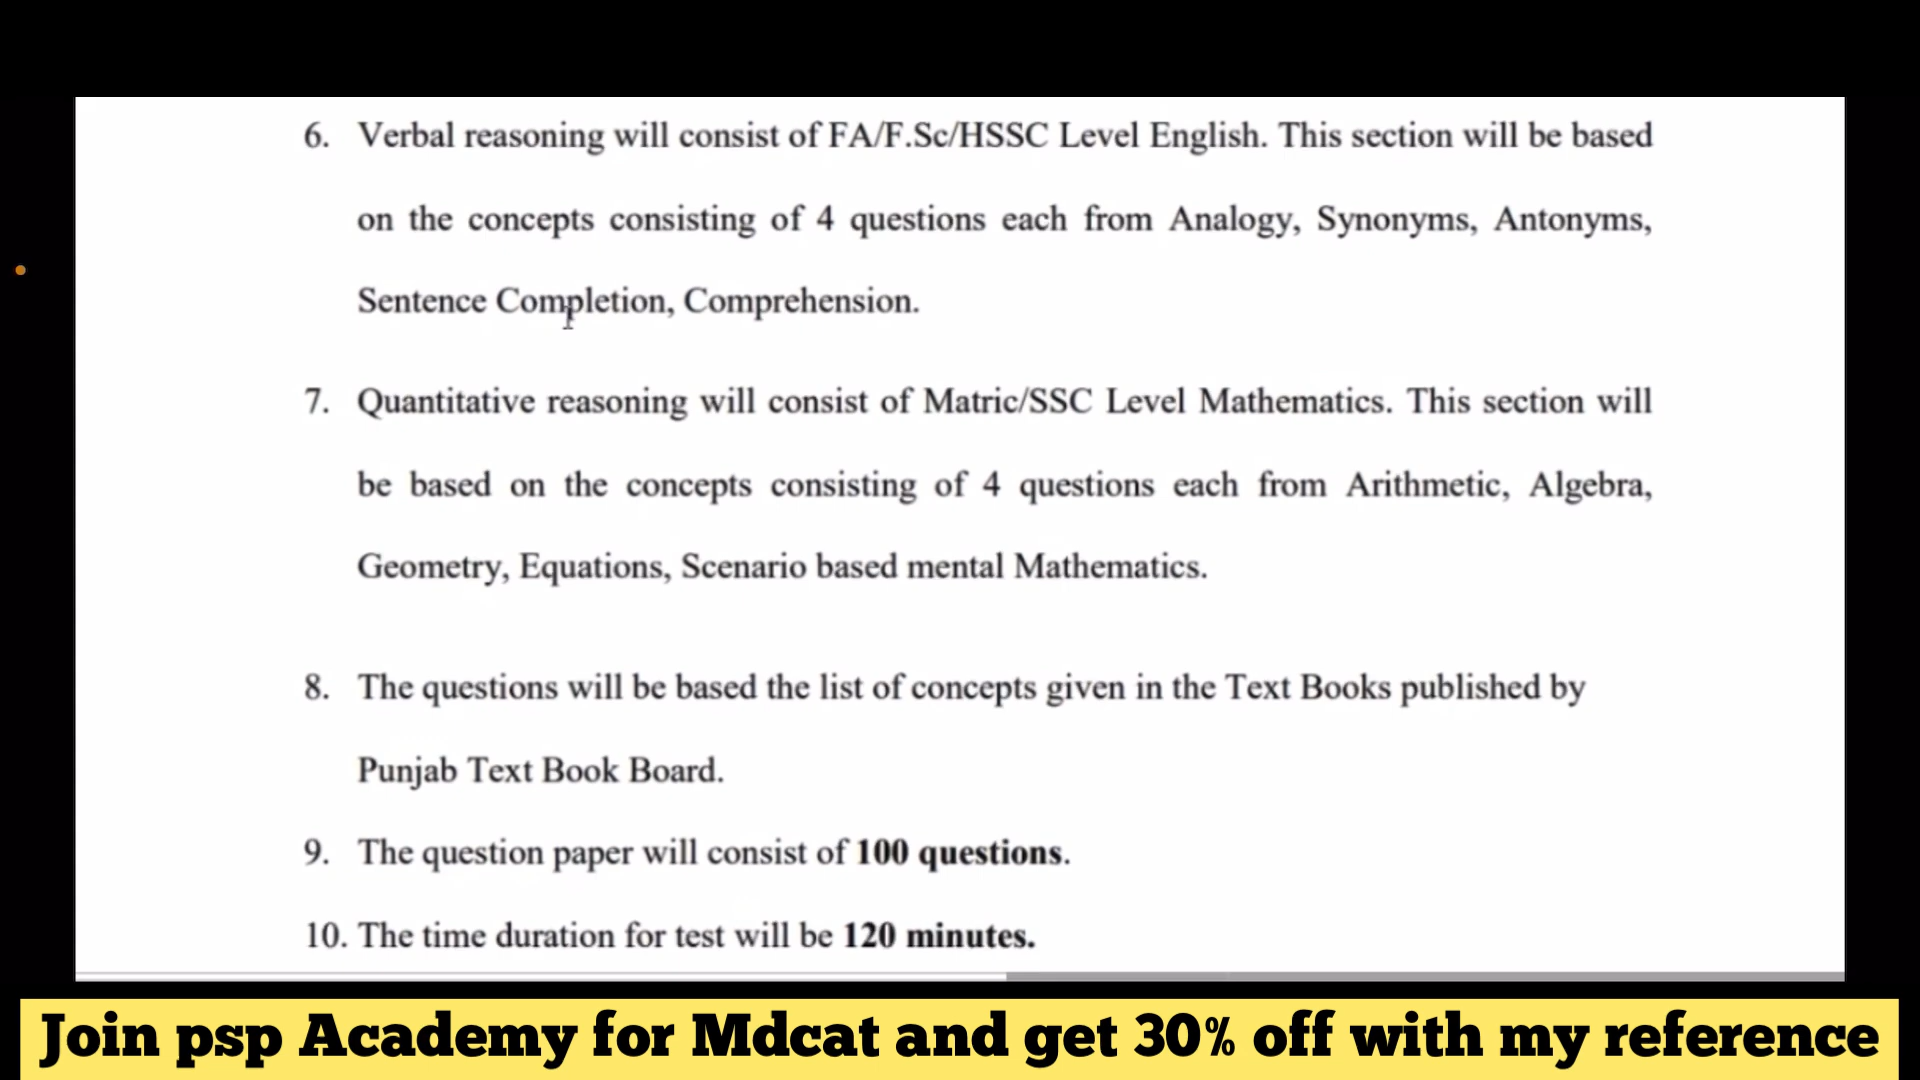 6. Verbal reasoning will consist of FA/F.Sc/HSSC Level English. This section will be based
on the concepts consisting of 4 questions each from Analogy, Synonyms, Antonyms,
Sentence Completion, Comprehension.
7. Quantitative reasoning will consist of Matric/SSC Level Mathematics. This section will
be based on the concepts consisting of 4 questions each from Arithmetic, Algebra,
Geometry, Equations, Scenario based mental Mathematics.
8. The questions will be based the list of concepts given in the Text Books published by
Punjab Text Book Board.
9. The question paper will consist of 100 questions.
10. The time duration for test will be 120 minutes.
Join psp Academy for Mdcat and get 30% off with my reference